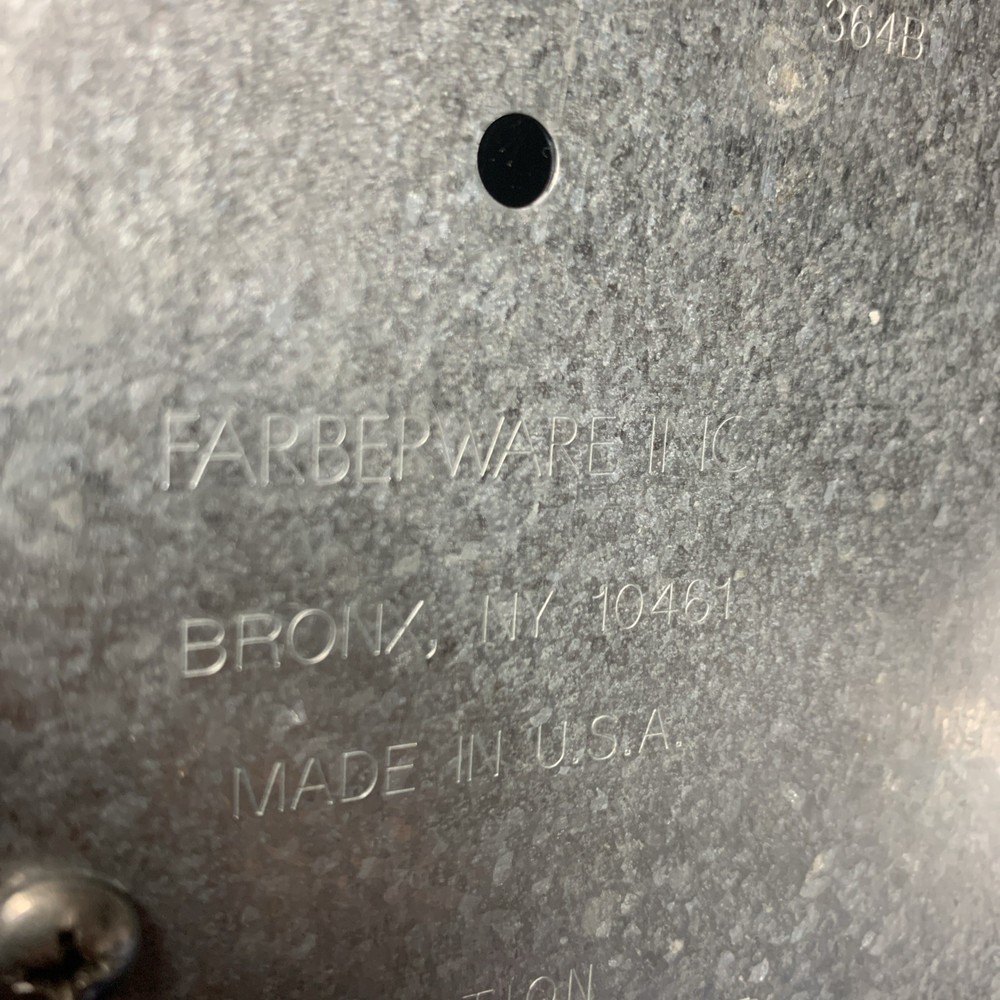 364B
FARBERWARE INC
BRONX, NY 10461
MADE IN U.S.A.